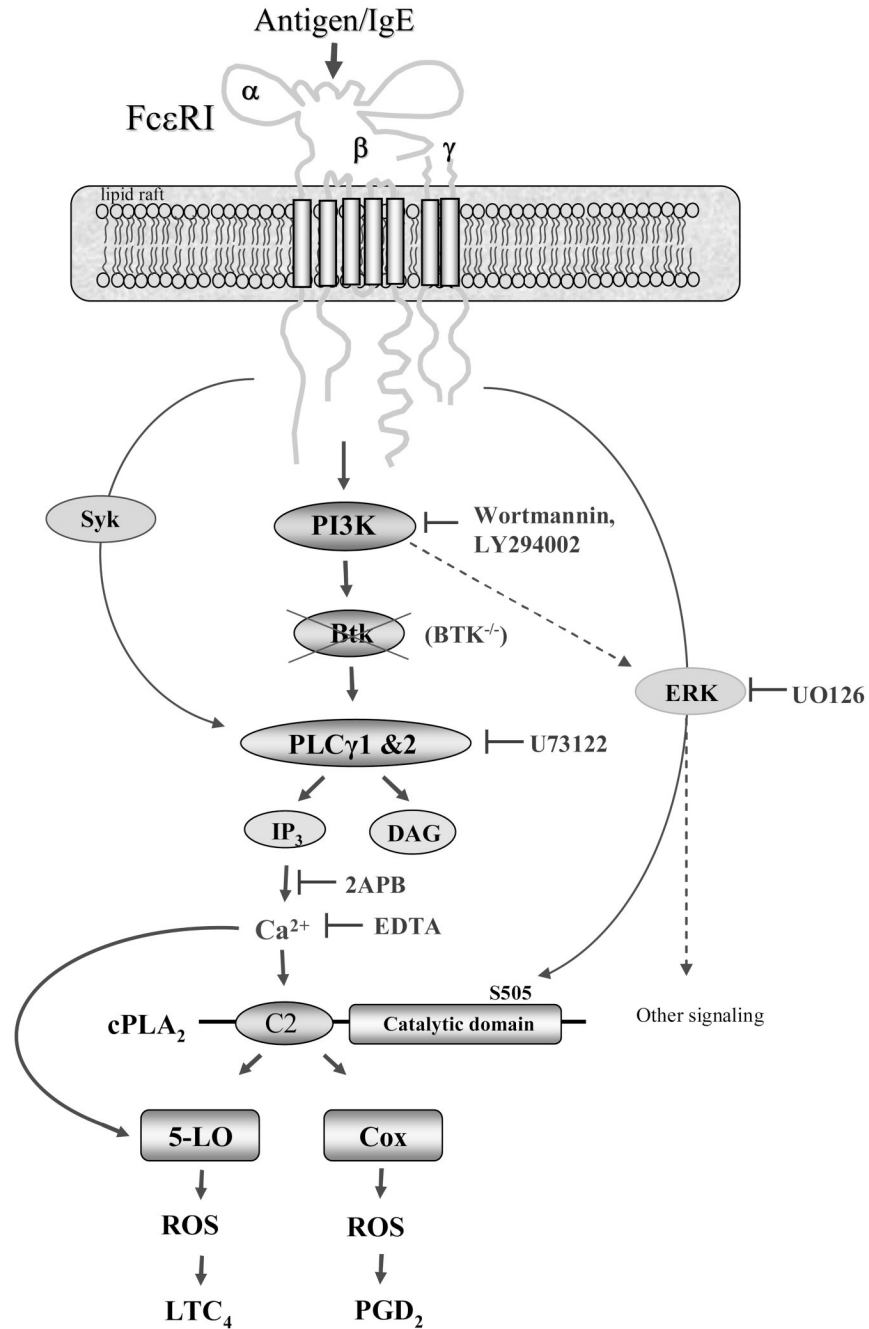 Antigen/IgE
α
FcεRI
β
γ
lipid raft
Syk
PI3K
Wortmannin,
LY294002
Btk
(BTK-/-)
ERK
UO126
PLCγ1 &2
U73122
IP3
DAG
2APB
Ca2+
EDTA
S505
cPLA2
C2
Catalytic domain
Other signaling
5-LO
Cox
ROS
ROS
LTC4
PGD2